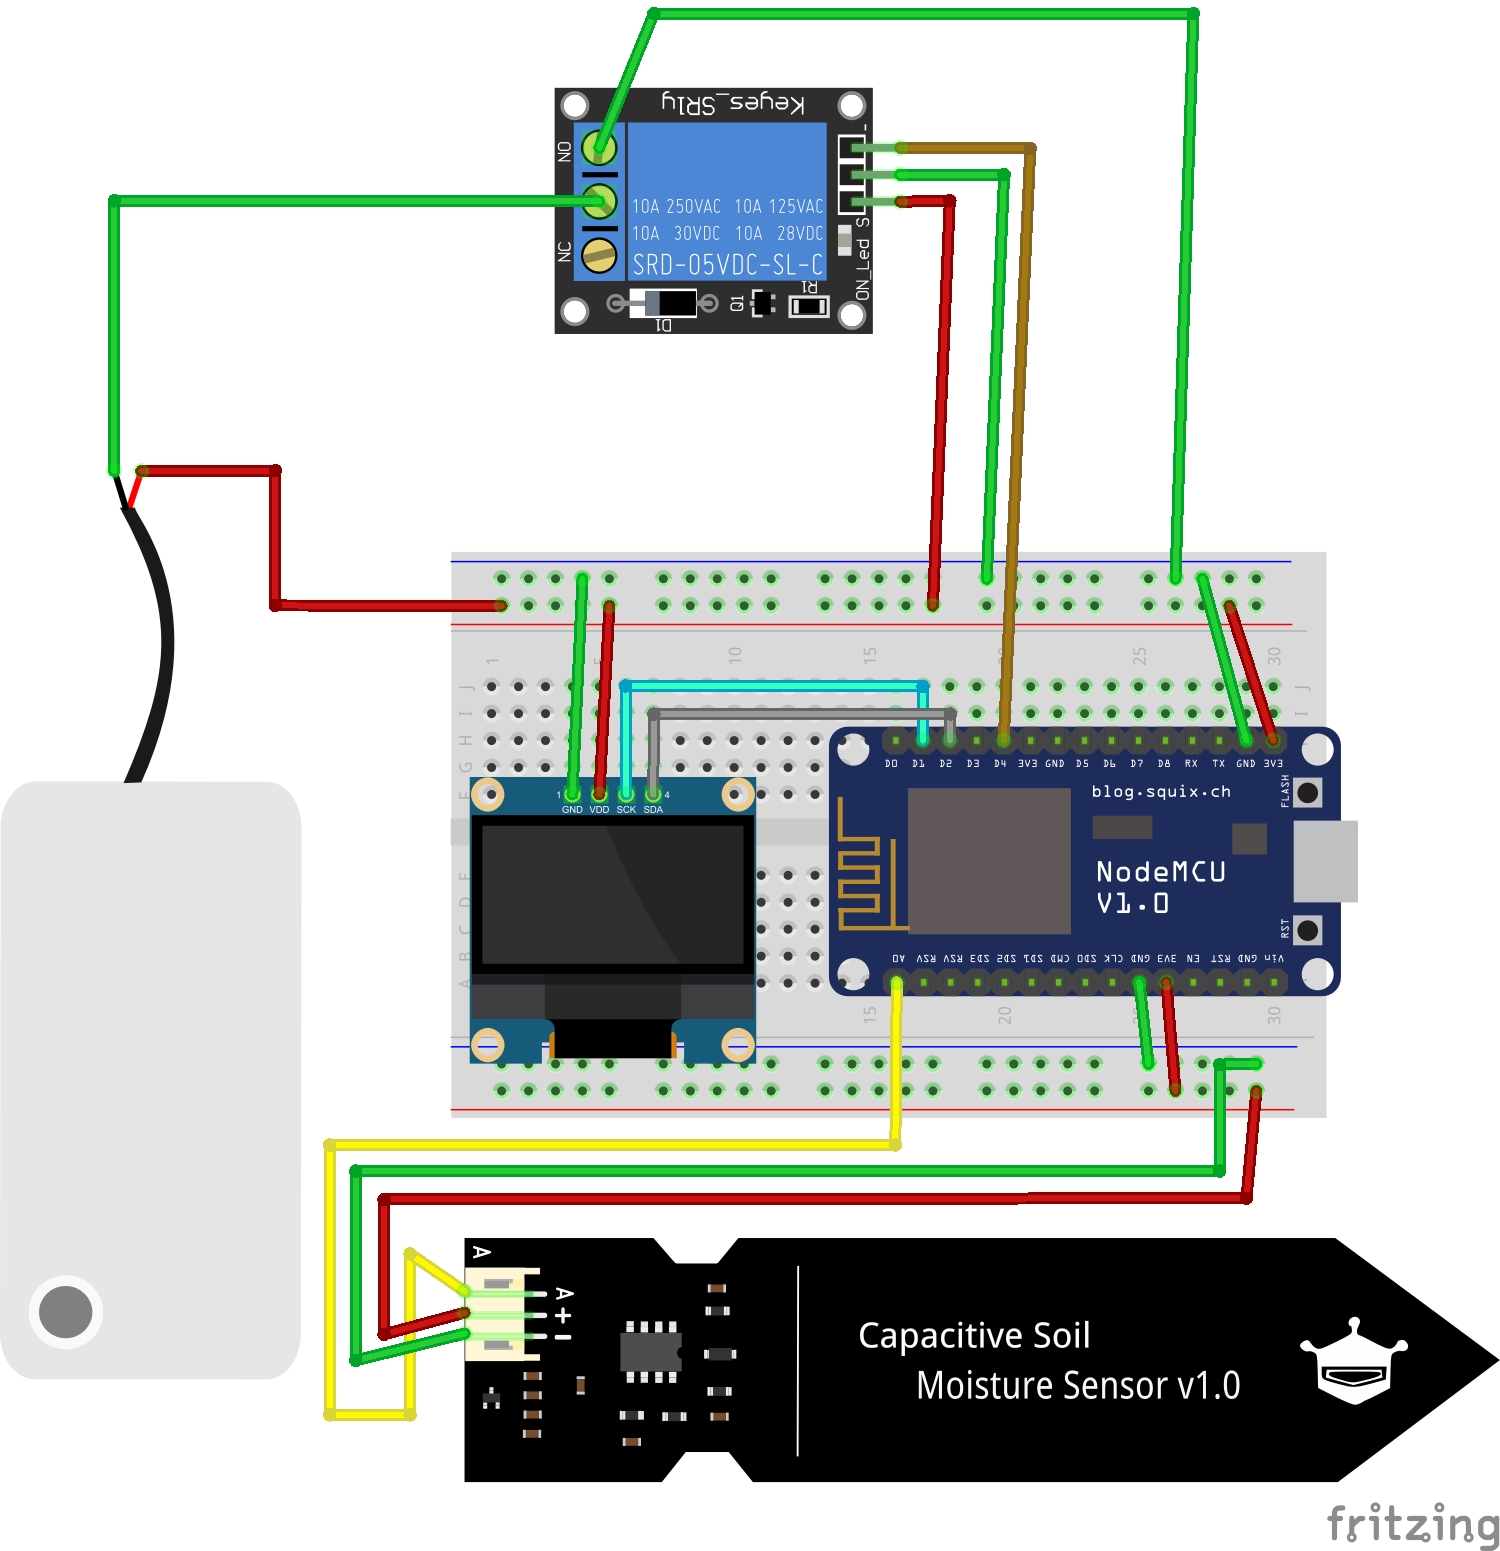 Keyes_SR1y
NO
NC
-
S
10A 250VAC 10A 125VAC
10A 30VDC 10A 28VDC
SRD-05VDC-SL-C
ON_Led
D1
Q1
R1
1 5 10 15 20 25 30
J J
I I
H
G
F
E
D
C
B
A
1 4
GND VDD SCK SDA
D0 D1 D2 D3 D4 3V3 GND D5 D6 D7 D8 RX TX GND 3V3
blog.squix.ch
FLASH
NodeMCU
V1.0
RST
A0 RSV RSV SD3 SD2 SD1 CMD SD0 CLK GND 3V3 EN RST GND Vin
15 20 25 30
A
A
+
-
Capacitive Soil
Moisture Sensor v1.0
fritzing